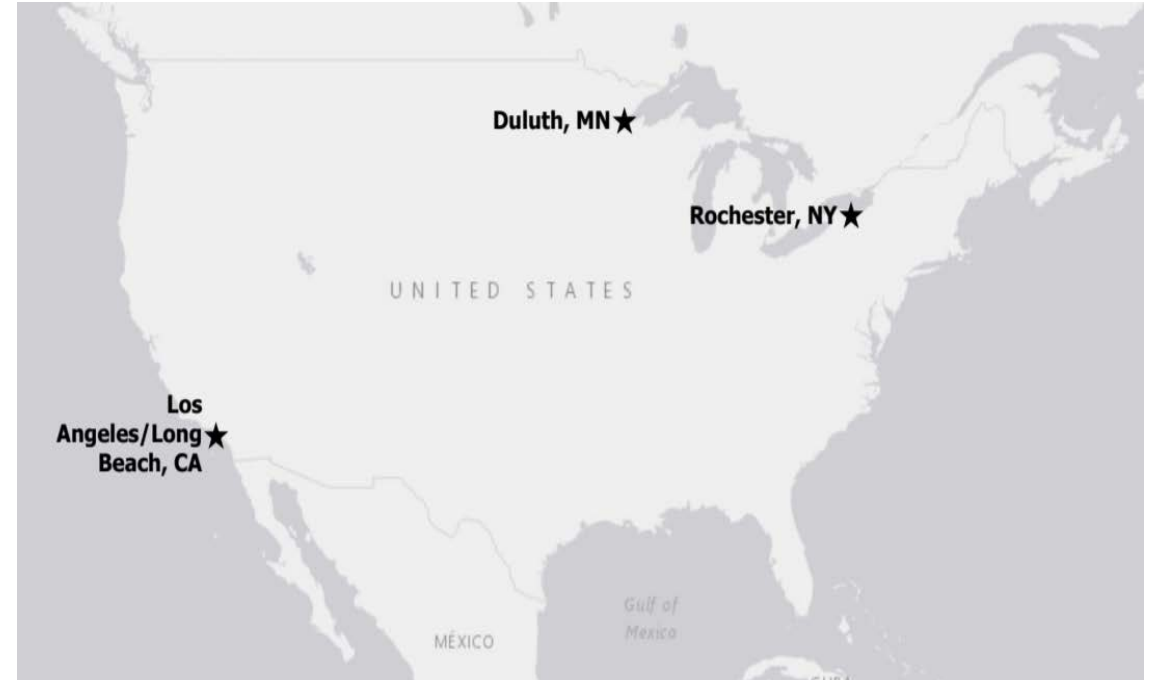 Duluth, MN
Rochester, NY
UNITED STATES
Los
Angeles/Long
Beach, CA
Gulf of
Mexico
MÉXICO